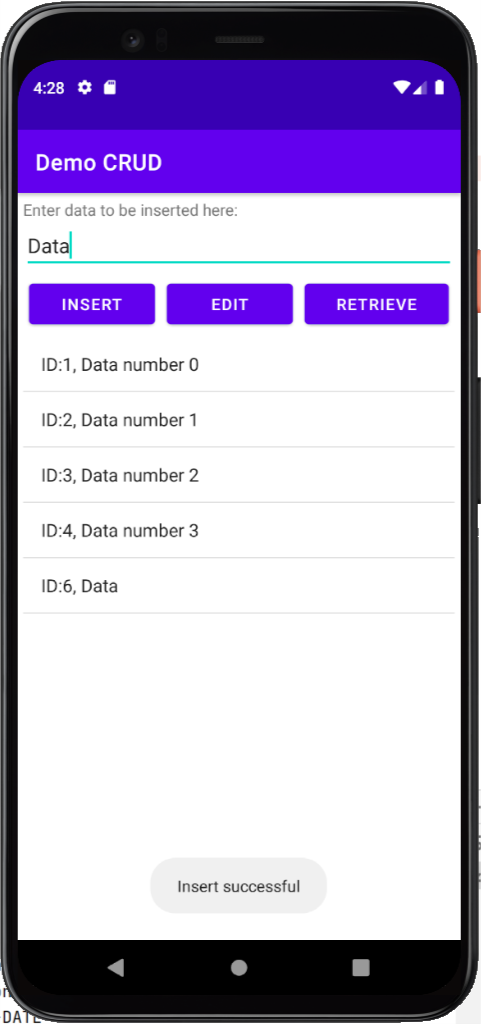 4:28
Demo CRUD
Enter data to be inserted here:
Data
INSERT EDIT RETRIEVE
ID:1, Data number 0
ID:2, Data number 1
ID:3, Data number 2
ID:4, Data number 3
ID:6, Data
Insert successful
DATE